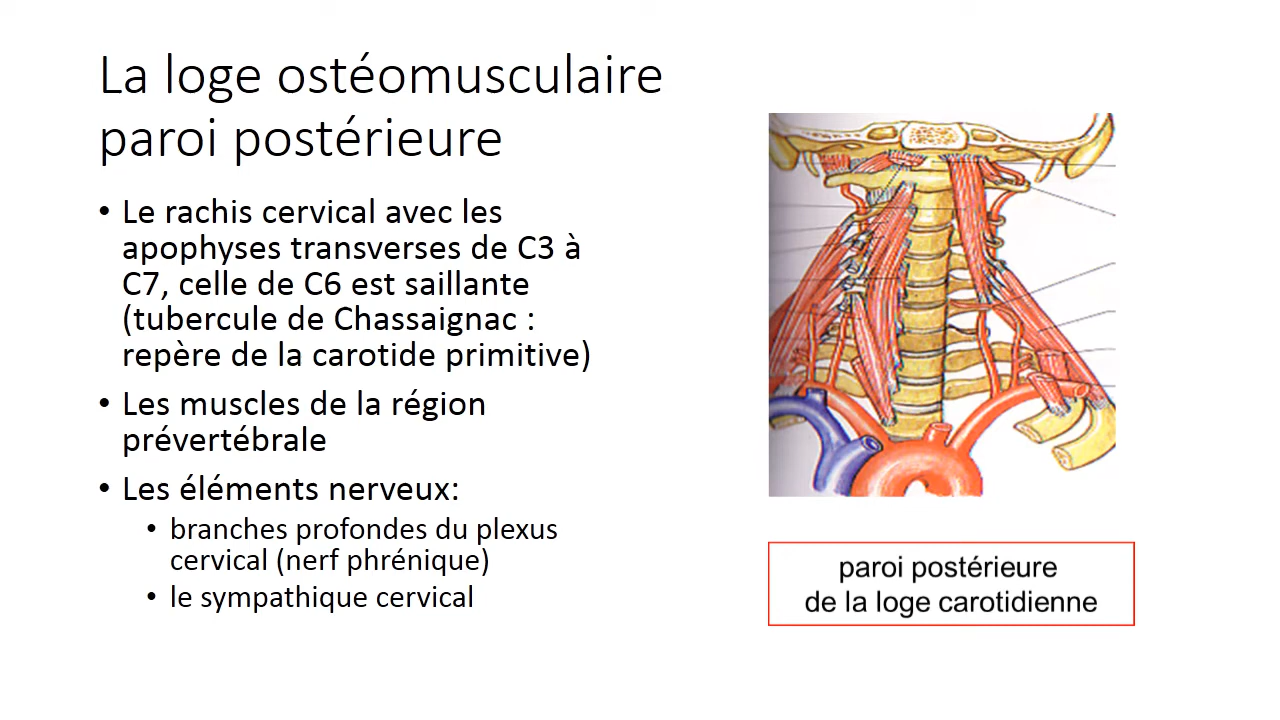 La loge ostéomusculaire
paroi postérieure
• Le rachis cervical avec les
apophyses transverses de C3 à
C7, celle de C6 est saillante
(tubercule de Chassaignac :
repère de la carotide primitive)
• Les muscles de la région
prévertébrale
• Les éléments nerveux:
• branches profondes du plexus
cervical (nerf phrénique)
• le sympathique cervical
paroi postérieure
de la loge carotidienne